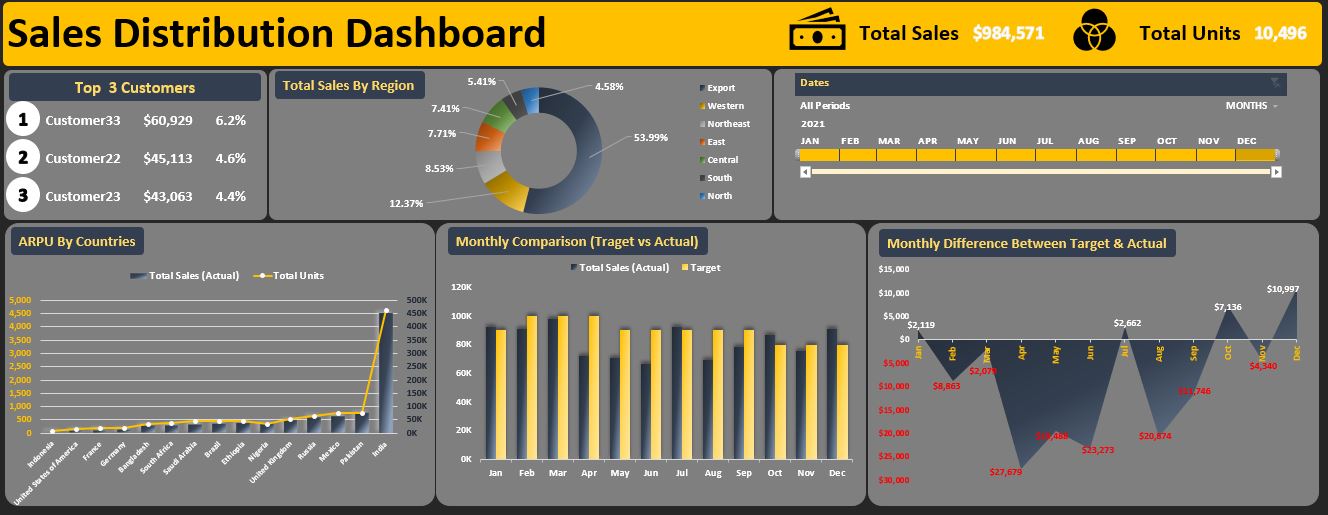 Sales Distribution Dashboard
Total Sales $984,571
Total Units 10,496
Top 3 Customers
1 Customer33 $60,929 6.2%
2 Customer22 $45,113 4.6%
3 Customer23 $43,063 4.4%
Total Sales By Region
5.41%
4.58%
7.41%
7.71%
53.99%
8.53%
12.37%
Export
Western
Northeast
East
Central
South
North
Dates
All Periods MONTHS
2021
JAN FEB MAR APR MAY JUN JUL AUG SEP OCT NOV DEC
ARPU By Countries
Total Sales (Actual) Total Units
5,000 500K
4,500 450K
4,000 400K
3,500 350K
3,000 300K
2,500 250K
2,000 200K
1,500 150K
1,000 100K
500 50K
0 0K
Indonesia
United States of America
France
Germany
Bangladesh
South Africa
Saudi Arabia
Brazil
Ethiopia
Nigeria
United Kingdom
Russia
Mexico
Pakistan
India
Monthly Comparison (Traget vs Actual)
Total Sales (Actual) Target
120K
100K
80K
60K
40K
20K
0K
Jan Feb Mar Apr May Jun Jul Aug Sep Oct Nov Dec
Monthly Difference Between Target & Actual
$15,000
$10,000
$5,000
$0
$5,000
$10,000
$15,000
$20,000
$25,000
$30,000
Jan Feb Mar Apr May Jun Jul Aug Sep Oct Nov Dec
$2,119
$8,863
$27,679
$23,273
$2,662
$20,874
$7,136
$4,340
$10,997